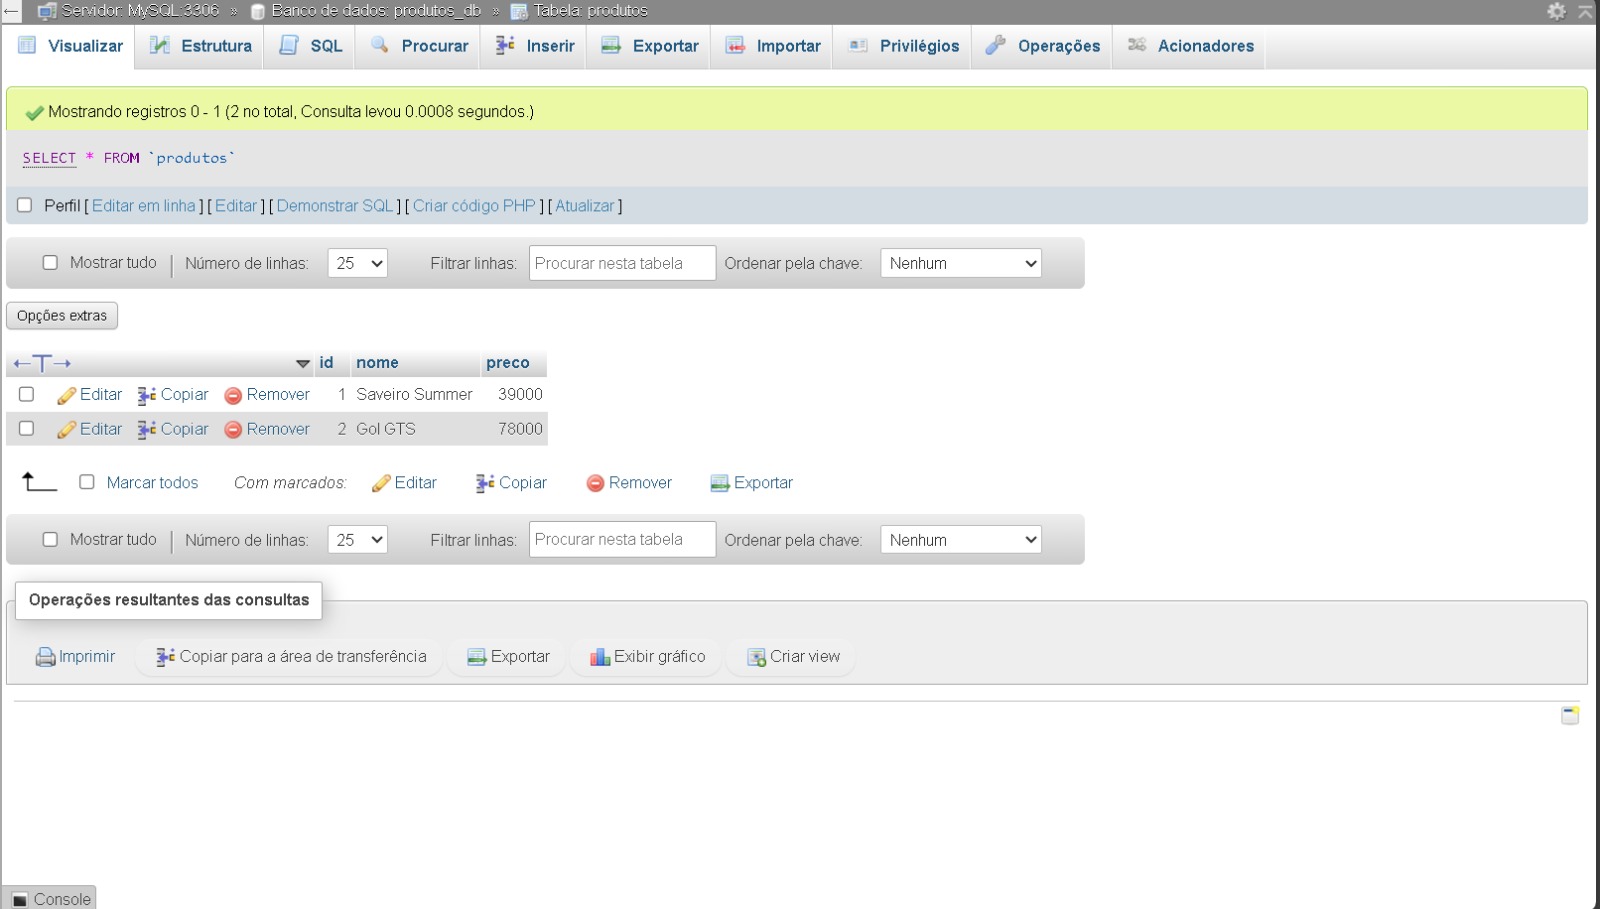 Servidor: MySQL:3306 » Banco de dados: produtos_db » Tabela: produtos
Visualizar Estrutura SQL Procurar Inserir Exportar Importar Privilégios Operações Acionadores
Mostrando registros 0 - 1 (2 no total, Consulta levou 0.0008 segundos.)
SELECT * FROM `produtos`
Perfil [ Editar em linha ] [ Editar ] [ Demonstrar SQL ] [ Criar código PHP ] [ Atualizar ]
Mostrar tudo | Número de linhas: 25 Filtrar linhas: Procurar nesta tabela Ordenar pela chave: Nenhum
Opções extras
←T→ id nome preco
Editar Copiar Remover 1 Saveiro Summer 39000
Editar Copiar Remover 2 Gol GTS 78000
Marcar todos Com marcados: Editar Copiar Remover Exportar
Mostrar tudo | Número de linhas: 25 Filtrar linhas: Procurar nesta tabela Ordenar pela chave: Nenhum
Operações resultantes das consultas
Imprimir Copiar para a área de transferência Exportar Exibir gráfico Criar view
Console